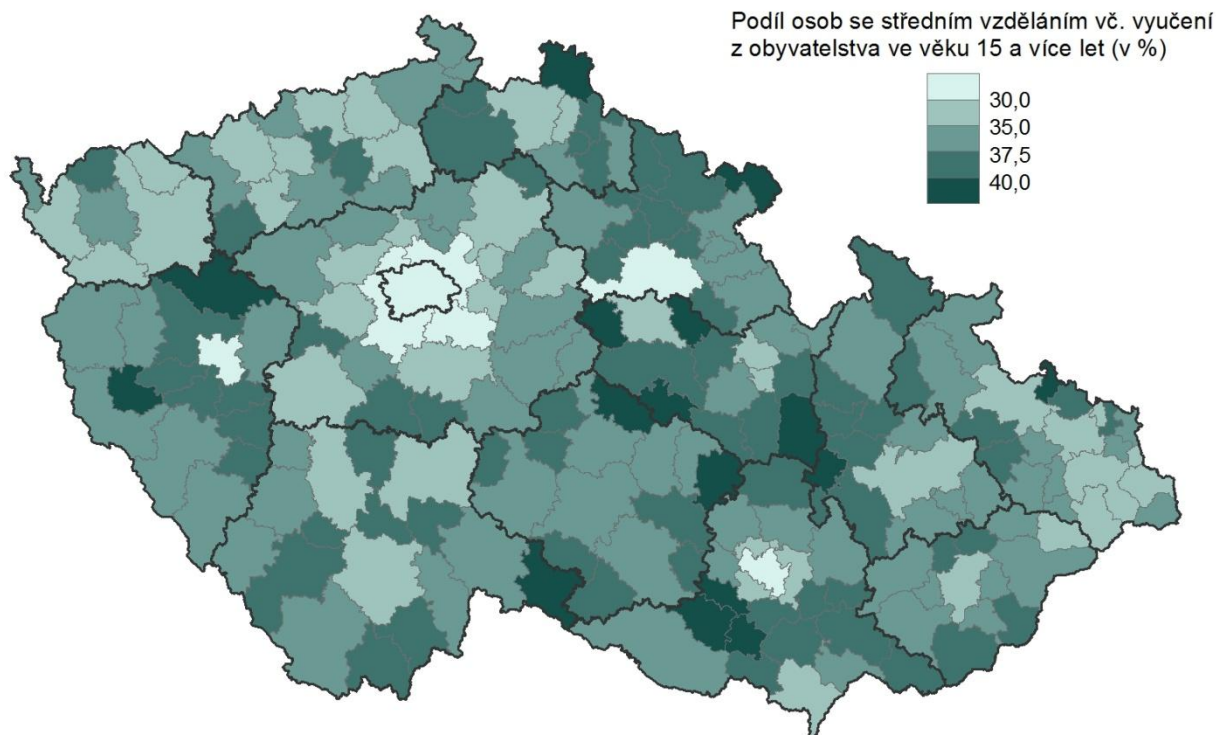 Podíl osob se středním vzděláním vč. vyučení
z obyvatelstva ve věku 15 a více let (v %)
30,0
35,0
37,5
40,0